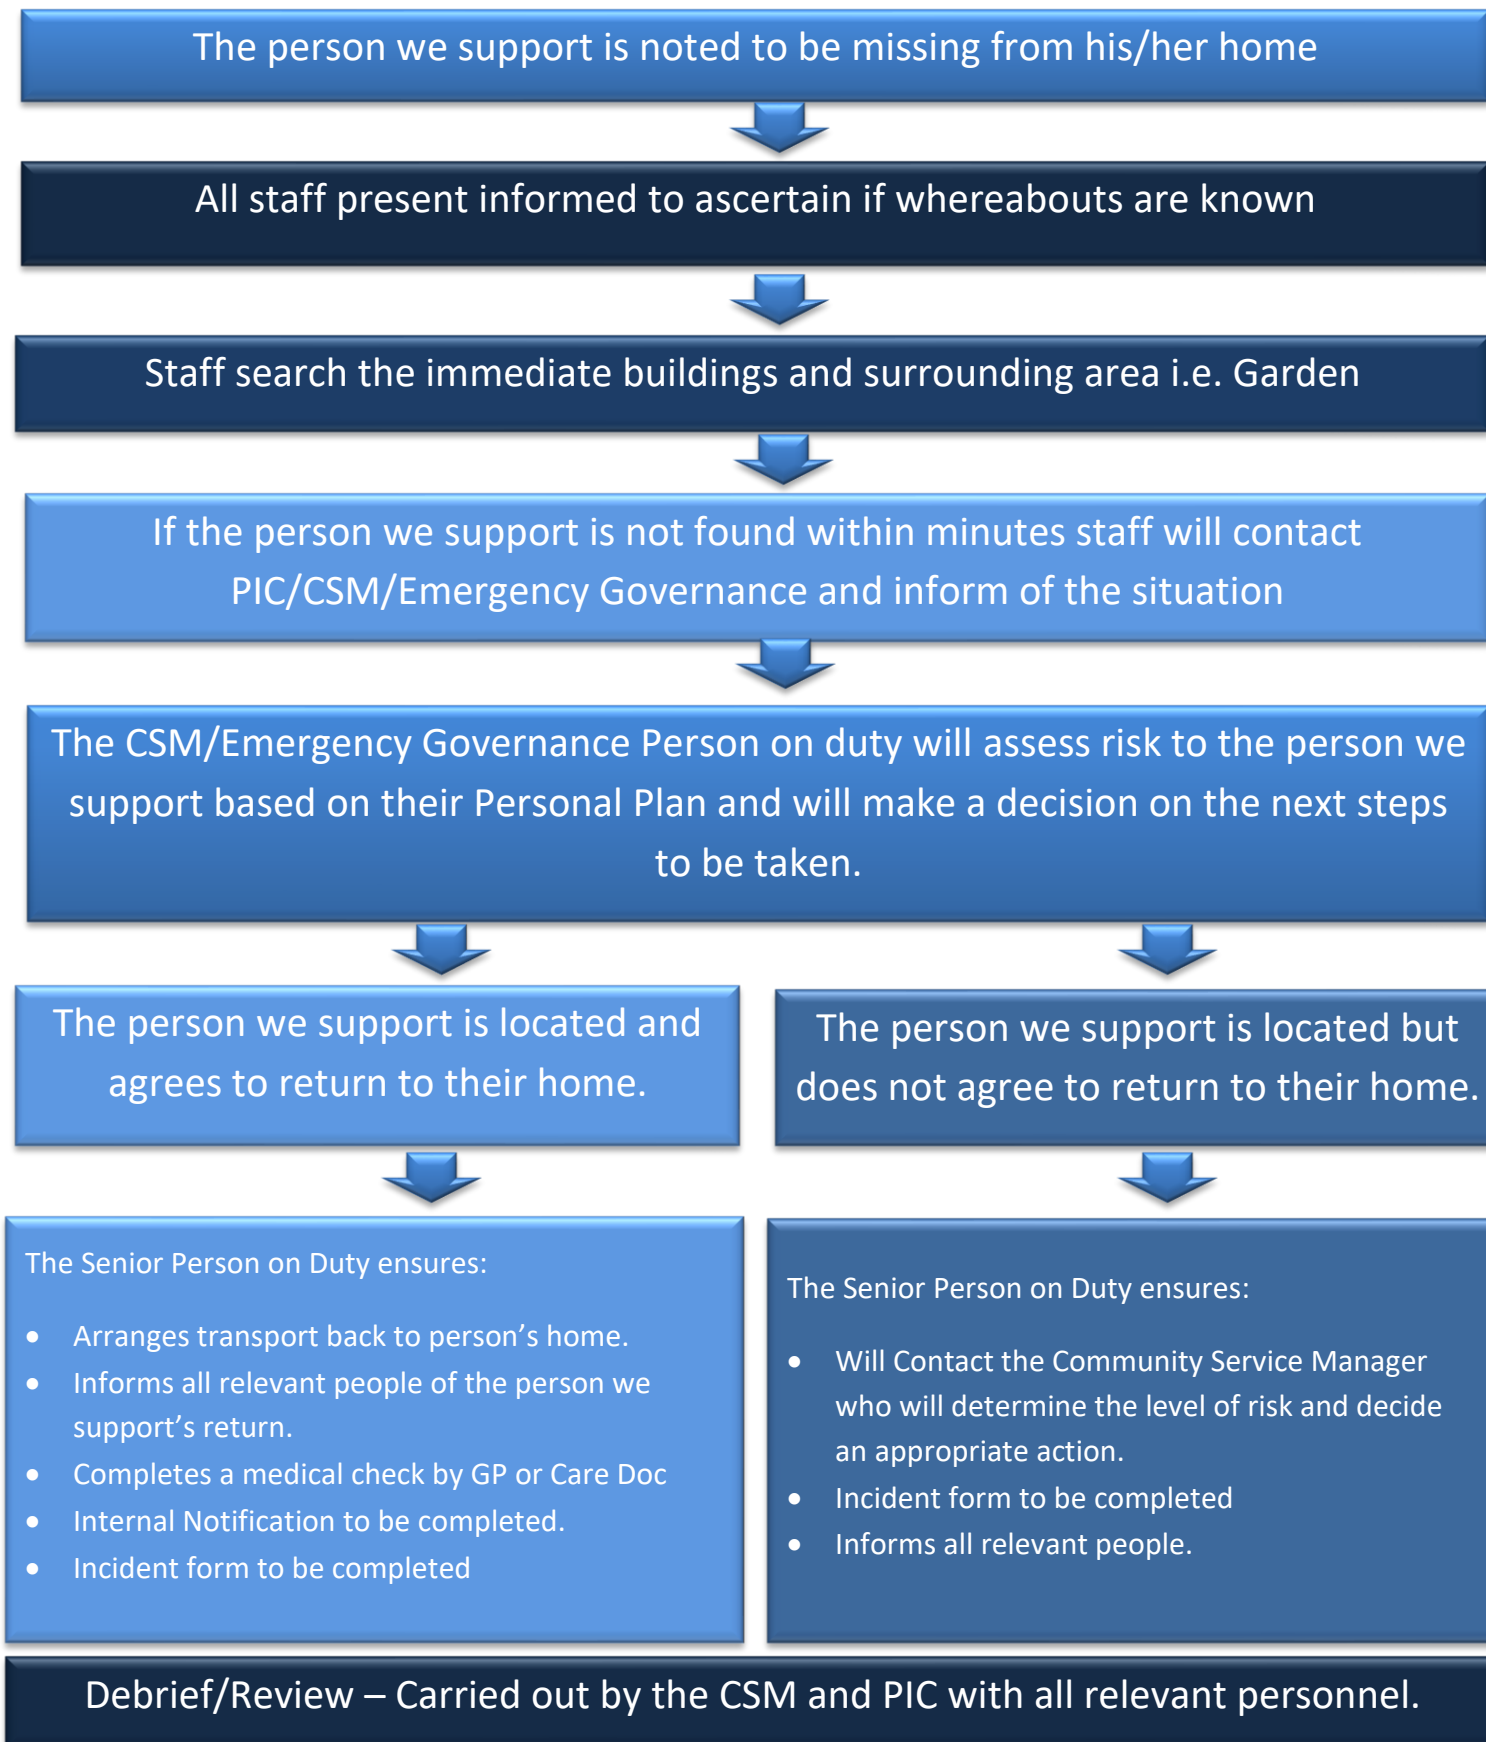 The person we support is noted to be missing from his/her home
All staff present informed to ascertain if whereabouts are known
Staff search the immediate buildings and surrounding area i.e. Garden
If the person we support is not found within minutes staff will contact
PIC/CSM/Emergency Governance and inform of the situation
The CSM/Emergency Governance Person on duty will assess risk to the person we
support based on their Personal Plan and will make a decision on the next steps
to be taken.
The person we support is located and
agrees to return to their home.
The person we support is located but
does not agree to return to their home.
The Senior Person on Duty ensures:
• Arranges transport back to person’s home.
• Informs all relevant people of the person we
support’s return.
• Completes a medical check by GP or Care Doc
• Internal Notification to be completed.
• Incident form to be completed
The Senior Person on Duty ensures:
• Will Contact the Community Service Manager
who will determine the level of risk and decide
an appropriate action.
• Incident form to be completed
• Informs all relevant people.
Debrief/Review – Carried out by the CSM and PIC with all relevant personnel.